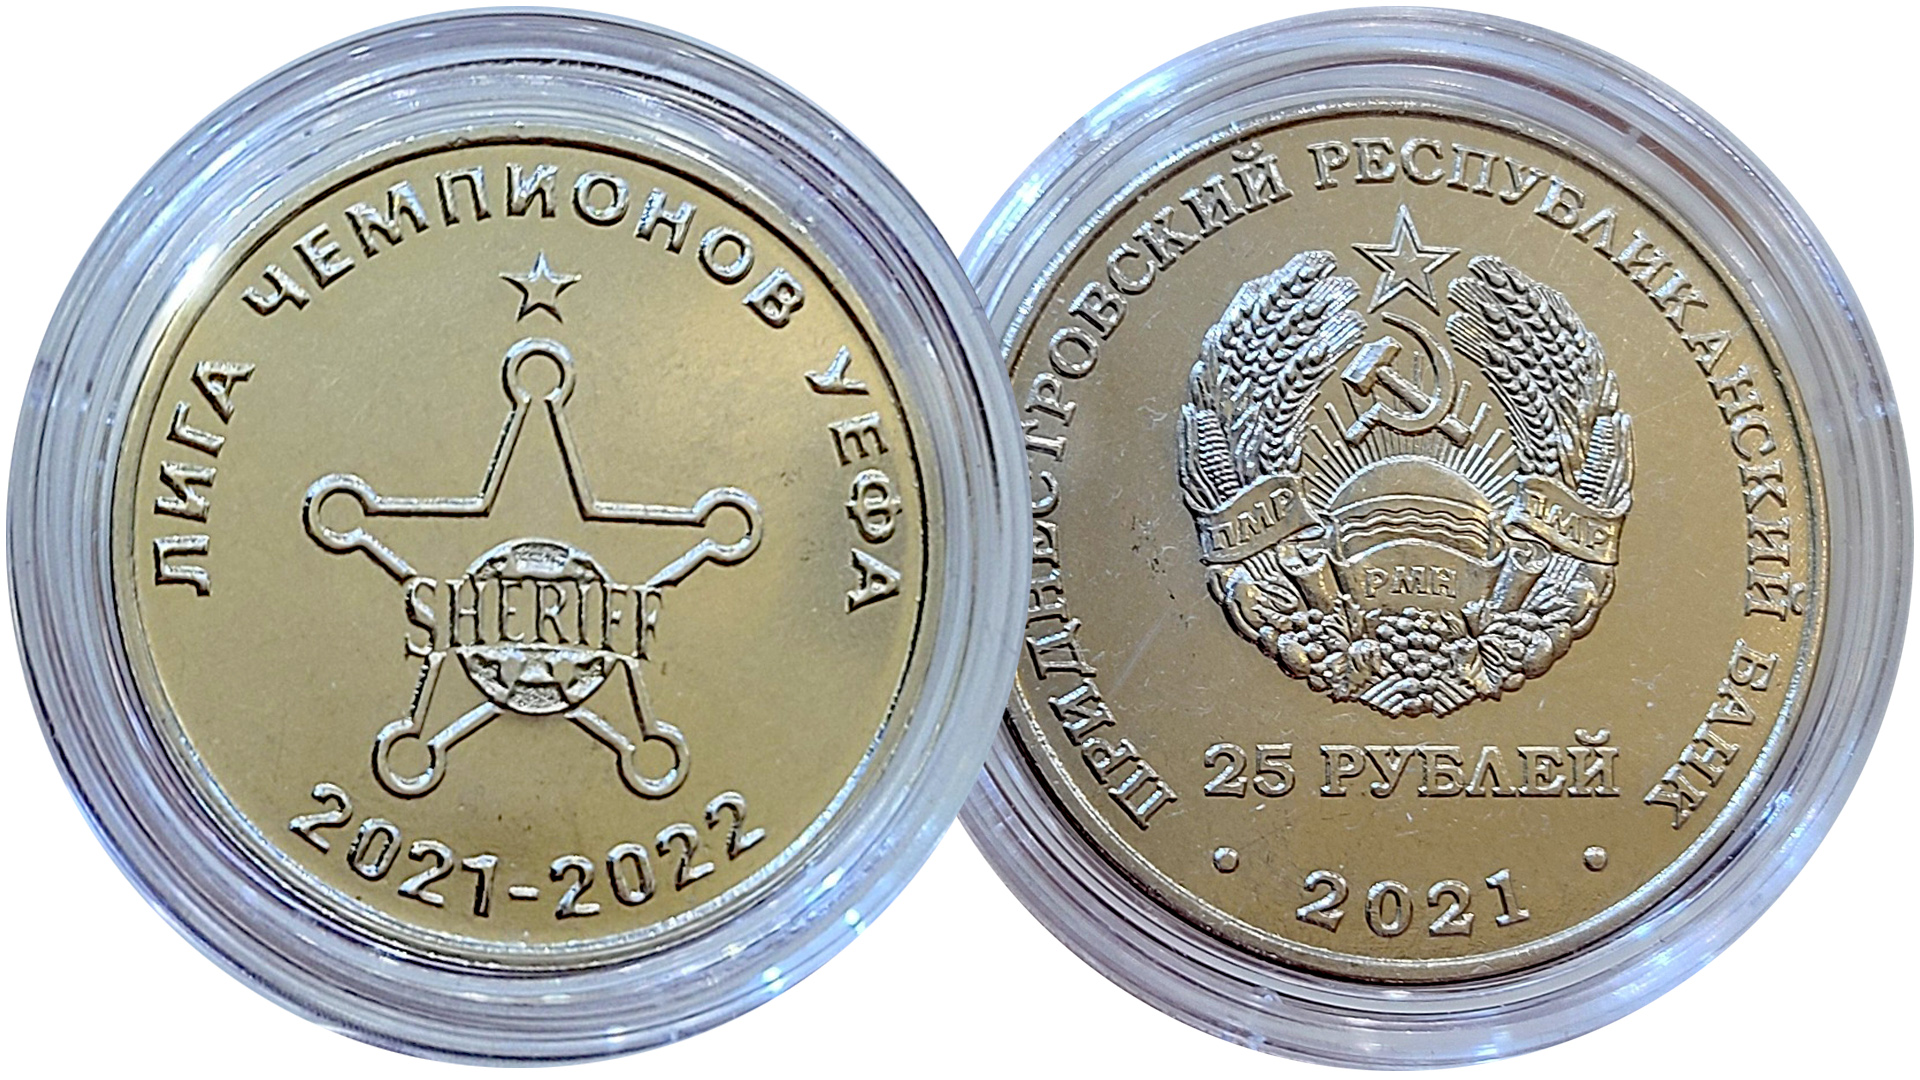 ЛИГА ЧЕМПИОНОВ УЕФА
SHERIFF
2021-2022
ПРИДНЕСТРОВСКИЙ РЕСПУБЛИКАНСКИЙ БАНК
ПМР
ПМР
РМН
25 РУБЛЕЙ
• 2021 •